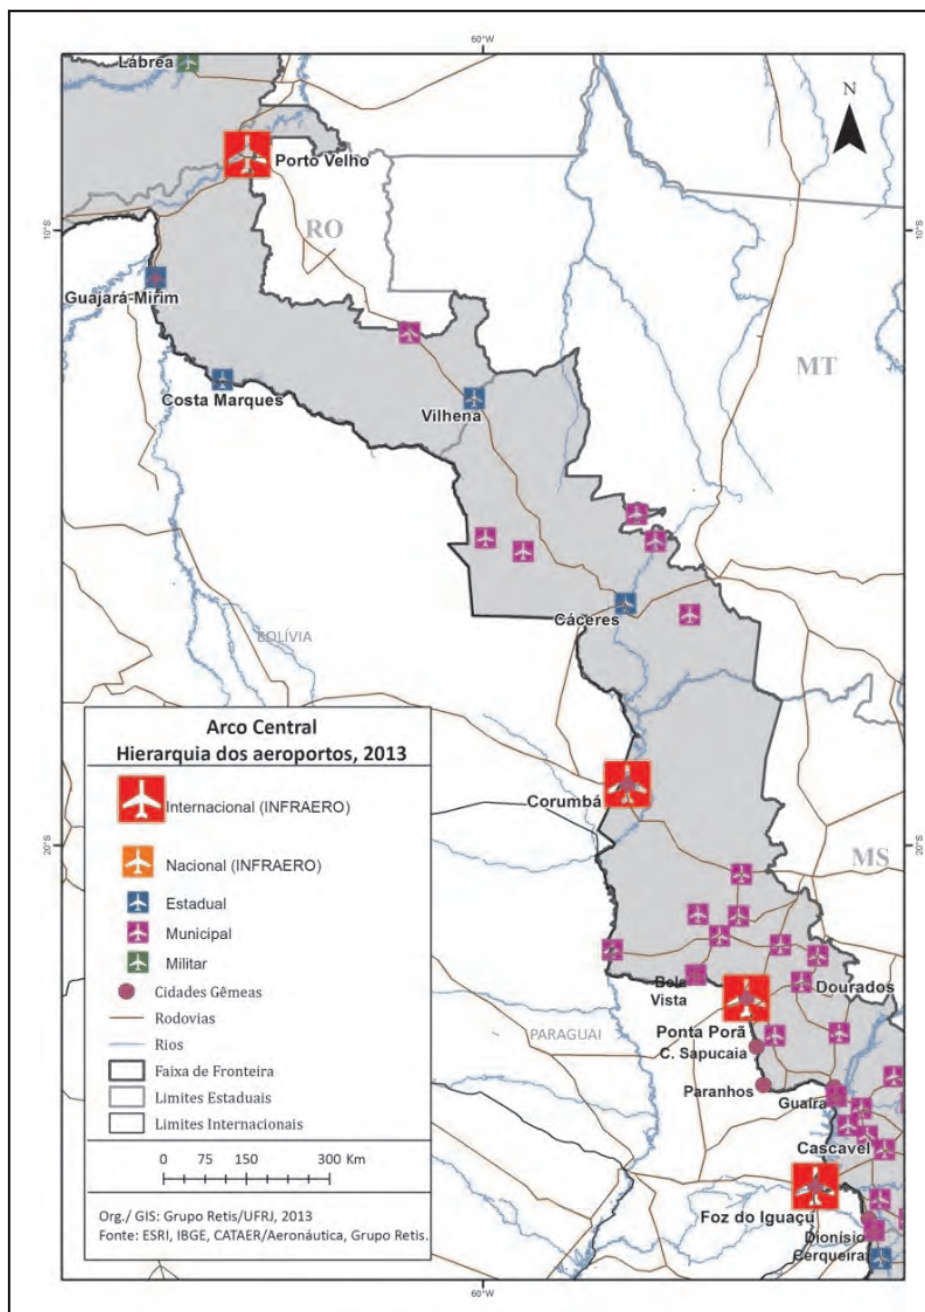 60°W
Lábrea
N
Porto Velho
10°S
10°S
RO
Guajará-Mirim
MT
Costa Marques
Vilhena
Cáceres
BOLÍVIA
Arco Central
Hierarquia dos aeroportos, 2013
Internacional (INFRAERO)
Nacional (INFRAERO)
Estadual
Municipal
Militar
Cidades Gêmeas
Rodovias
Rios
Faixa de Fronteira
Limites Estaduais
Limites Internacionais
0 75 150 300 Km
Org./ GIS: Grupo Retis/UFRJ, 2013
Fonte: ESRI, IBGE, CATAER/Aeronáutica, Grupo Retis.
Corumbá
20°S
20°S
MS
Bela
Vista
Dourados
Ponta Porã
PARAGUAI
C. Sapucaia
Paranhos
Guaíra
Cascavel
Foz do Iguaçú
Dionísio
Cerqueira
60°W